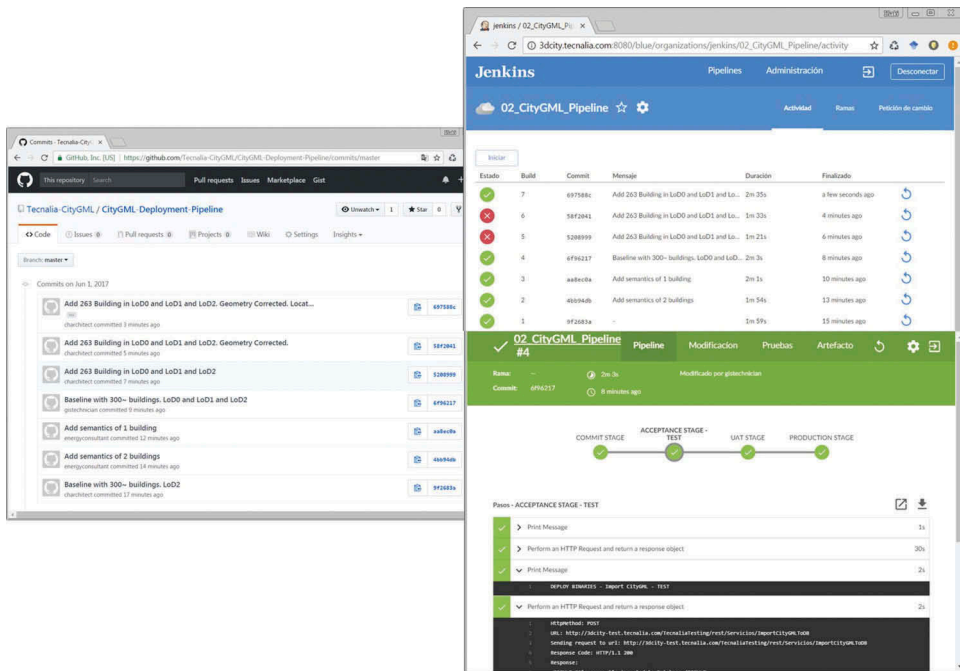 Commits · Tecnalia-City
GitHub, Inc. [US] https://github.com/Tecnalia-CityGML/CityGML-Deployment-Pipeline/commits/master
This repository Search Pull requests Issues Marketplace Gist
Tecnalia-CityGML / CityGML-Deployment-Pipeline Unwatch 1 Star 0
Code Issues 0 Pull requests 0 Projects 0 Wiki Settings Insights
Branch: master
Commits on Jun 1, 2017
Add 263 Building in LoD0 and LoD1 and LoD2. Geometry Corrected. Locat...
697588c
charchitect committed 3 minutes ago
Add 263 Building in LoD0 and LoD1 and LoD2. Geometry Corrected.
58f2041
charchitect committed 5 minutes ago
Add 263 Building in LoD0 and LoD1 and LoD2
5208999
charchitect committed 7 minutes ago
Baseline with 300~ buildings. LoD0 and LoD1 and LoD2
6f96217
gistechnician committed 9 minutes ago
Add semantics of 1 building
aa8ec0a
energyconsultant committed 12 minutes ago
Add semantics of 2 buildings
4bb94db
energyconsultant committed 14 minutes ago
Baseline with 300~ buildings. LoD2
9f2683a
charchitect committed 17 minutes ago
jenkins / 02_CityGML_Pip
3dcity.tecnalia.com:8080/blue/organizations/jenkins/02_CityGML_Pipeline/activity
Jenkins Pipelines Administración Desconectar
02_CityGML_Pipeline Actividad Ramas Petición de cambio
Iniciar
Estado Build Commit Mensaje Duración Finalizado
7 697588c Add 263 Building in LoD0 and LoD1 and Lo... 2m 35s a few seconds ago
6 58f2041 Add 263 Building in LoD0 and LoD1 and Lo... 1m 33s 4 minutes ago
5 5208999 Add 263 Building in LoD0 and LoD1 and Lo... 1m 21s 6 minutes ago
4 6f96217 Baseline with 300~ buildings. LoD0 and LoD... 2m 3s 8 minutes ago
3 aa8ec0a Add semantics of 1 building 2m 1s 10 minutes ago
2 4bb94db Add semantics of 2 buildings 1m 54s 13 minutes ago
1 9f2683a - 1m 59s 15 minutes ago
02_CityGML_Pipeline
#4
Pipeline Modificacion Pruebas Artefacto
Rama: – 2m 3s Modificado por gistechnician
Commit: 6f96217 8 minutes ago
COMMIT STAGE ACCEPTANCE STAGE - TEST UAT STAGE PRODUCTION STAGE
Pasos - ACCEPTANCE STAGE - TEST
Print Message 1s
Perform an HTTP Request and return a response object 30s
Print Message 2s
DEPLOY BINARIES - Import CityGML - TEST
Perform an HTTP Request and return a response object 2s
HttpMethod: POST
URL: http://3dcity-test.tecnalia.com/TecnaliaTesting/rest/Servicios/ImportCityGMLToDB
Sending request to url: http://3dcity-test.tecnalia.com/TecnaliaTesting/rest/Servicios/ImportCityGMLToDB
Response Code: HTTP/1.1 200
Response: